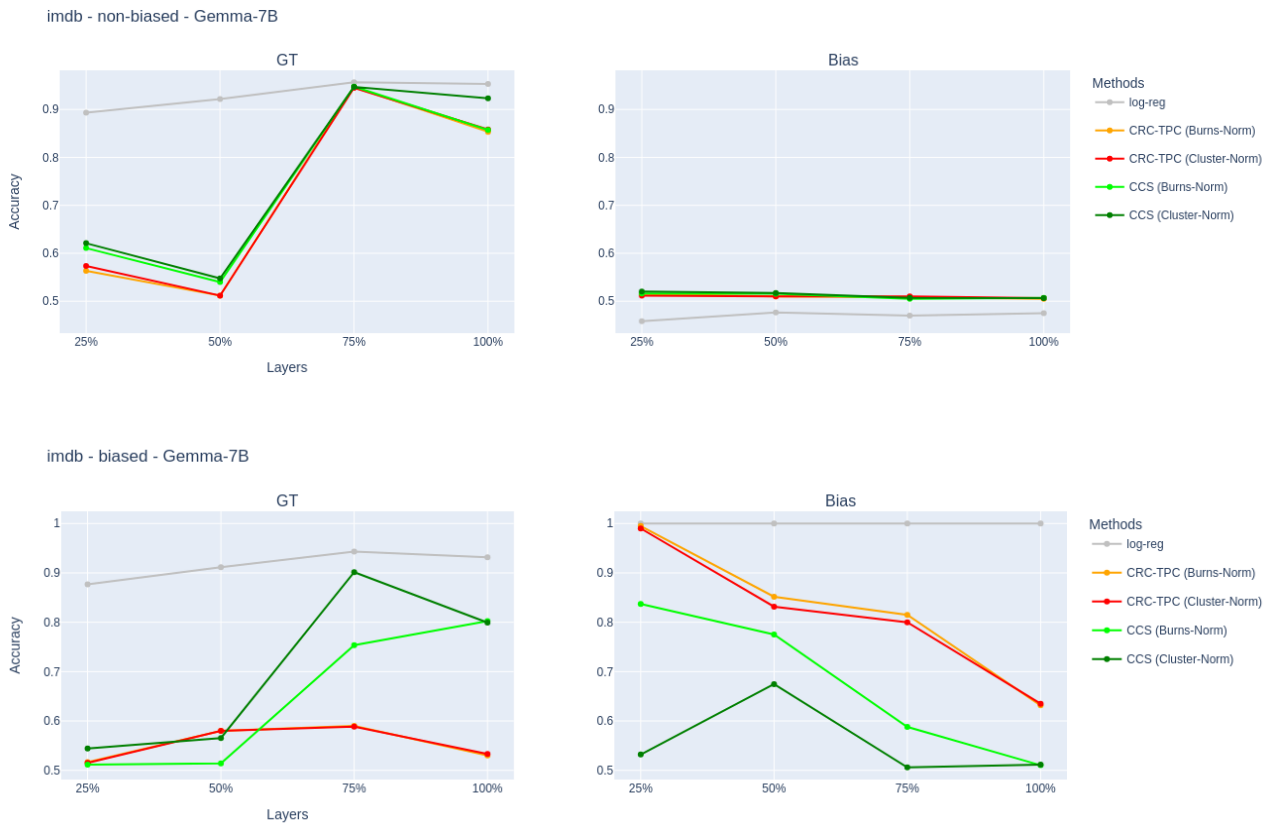 imdb - non-biased - Gemma-7B
GT
Bias
Accuracy
0.9
0.8
0.7
0.6
0.5
25%
50%
75%
100%
Layers
0.9
0.8
0.7
0.6
0.5
25%
50%
75%
100%
Methods
log-reg
CRC-TPC (Burns-Norm)
CRC-TPC (Cluster-Norm)
CCS (Burns-Norm)
CCS (Cluster-Norm)
imdb - biased - Gemma-7B
GT
Bias
Accuracy
1
0.9
0.8
0.7
0.6
0.5
25%
50%
75%
100%
Layers
1
0.9
0.8
0.7
0.6
0.5
25%
50%
75%
100%
Methods
log-reg
CRC-TPC (Burns-Norm)
CRC-TPC (Cluster-Norm)
CCS (Burns-Norm)
CCS (Cluster-Norm)